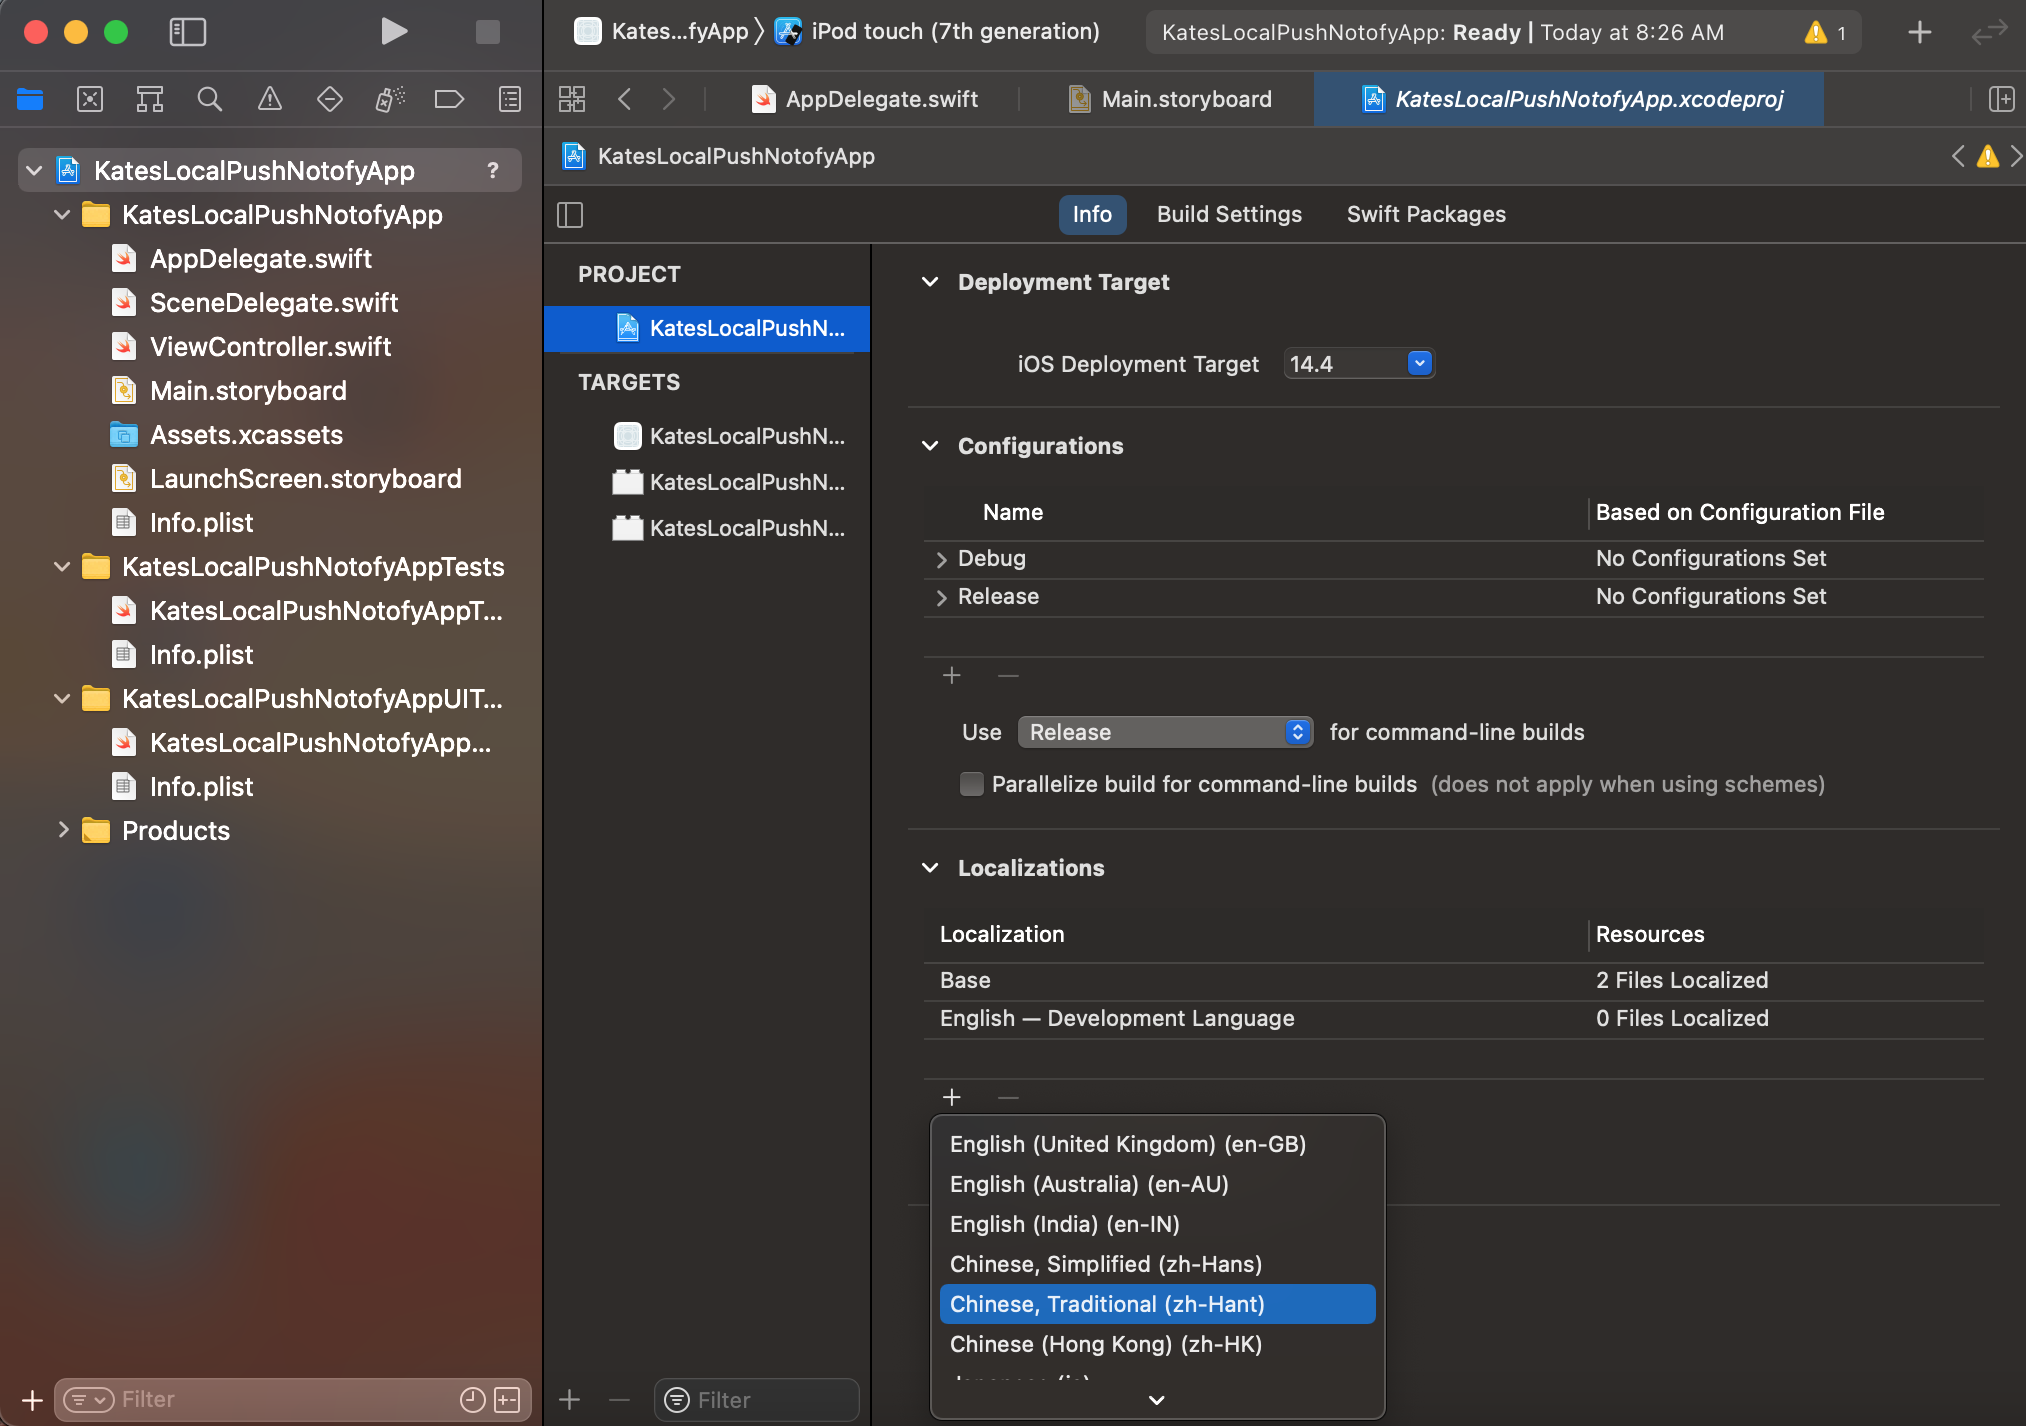 Kates...fyApp
iPod touch (7th generation)
KatesLocalPushNotofyApp: Ready | Today at 8:26 AM
1
AppDelegate.swift
Main.storyboard
KatesLocalPushNotofyApp.xcodeproj
KatesLocalPushNotofyApp
KatesLocalPushNotofyApp ?
KatesLocalPushNotofyApp
AppDelegate.swift
SceneDelegate.swift
ViewController.swift
Main.storyboard
Assets.xcassets
LaunchScreen.storyboard
Info.plist
KatesLocalPushNotofyAppTests
KatesLocalPushNotofyAppT...
Info.plist
KatesLocalPushNotofyAppUIT...
KatesLocalPushNotofyApp...
Info.plist
Products
Filter
Info
Build Settings
Swift Packages
PROJECT
KatesLocalPushN...
TARGETS
KatesLocalPushN...
KatesLocalPushN...
KatesLocalPushN...
Filter
Deployment Target
iOS Deployment Target 14.4
Configurations
Name Based on Configuration File
Debug No Configurations Set
Release No Configurations Set
Use Release for command-line builds
Parallelize build for command-line builds (does not apply when using schemes)
Localizations
Localization Resources
Base 2 Files Localized
English — Development Language 0 Files Localized
English (United Kingdom) (en-GB)
English (Australia) (en-AU)
English (India) (en-IN)
Chinese, Simplified (zh-Hans)
Chinese, Traditional (zh-Hant)
Chinese (Hong Kong) (zh-HK)